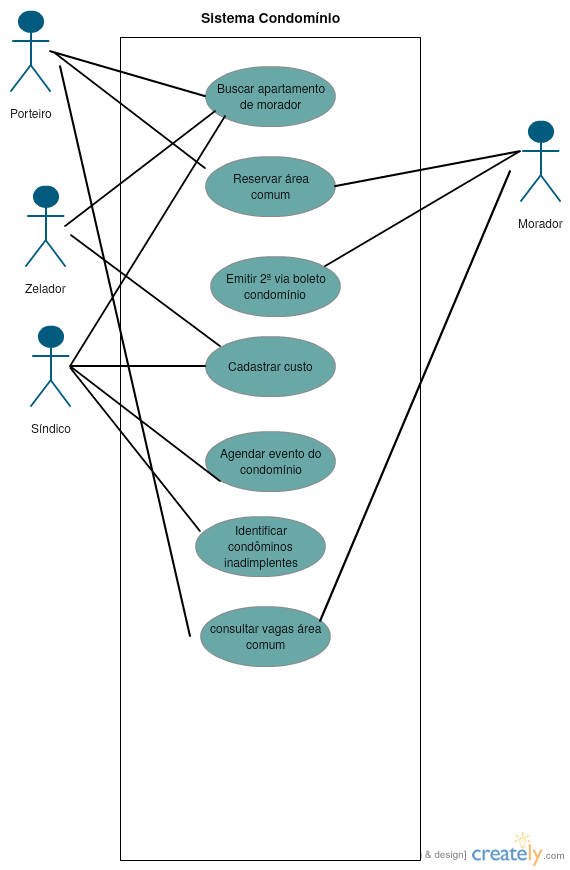 Sistema Condomínio
Porteiro
Buscar apartamento
de morador
Reservar área
comum
Morador
Zelador
Emitir 2ª via boleto
condomínio
Cadastrar custo
Síndico
Agendar evento do
condomínio
Identificar
condôminos
inadimplentes
consultar vagas área
comum
& design]
creately.com